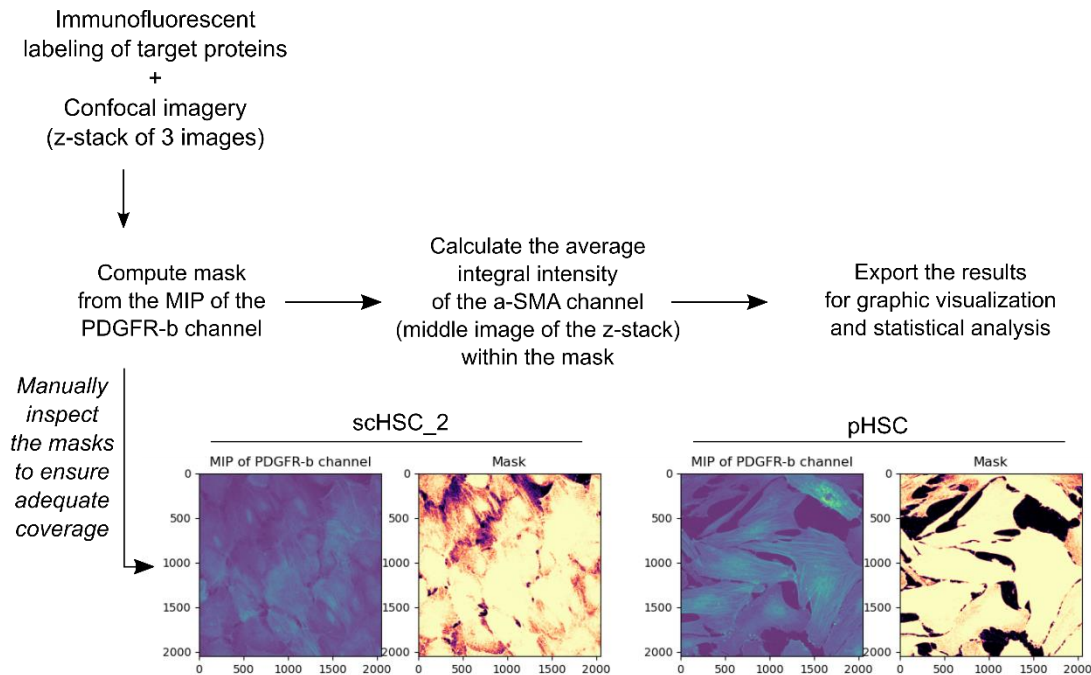 Immunofluorescent
labeling of target proteins
+
Confocal imagery
(z-stack of 3 images)
Compute mask
from the MIP of the
PDGFR-b channel
Calculate the average
integral intensity
of the a-SMA channel
(middle image of the z-stack)
within the mask
Export the results
for graphic visualization
and statistical analysis
Manually
inspect
the masks
to ensure
adequate
coverage
scHSC_2
MIP of PDGFR-b channel
0
500
1000
1500
2000
0 500 1000 1500 2000
Mask
0
500
1000
1500
2000
0 500 1000 1500 2000
pHSC
MIP of PDGFR-b channel
0
500
1000
1500
2000
0 500 1000 1500 2000
Mask
0
500
1000
1500
2000
0 500 1000 1500 2000